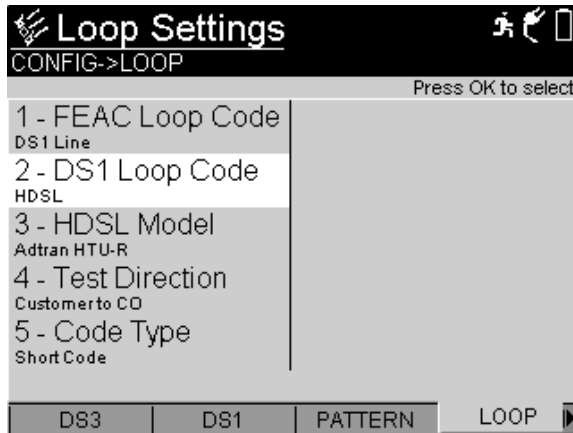 Loop Settings
CONFIG->LOOP
Press OK to select
1 - FEAC Loop Code
DS1 Line
2 - DS1 Loop Code
HDSL
3 - HDSL Model
Adtran HTU-R
4 - Test Direction
Customer to CO
5 - Code Type
Short Code
DS3 DS1 PATTERN LOOP